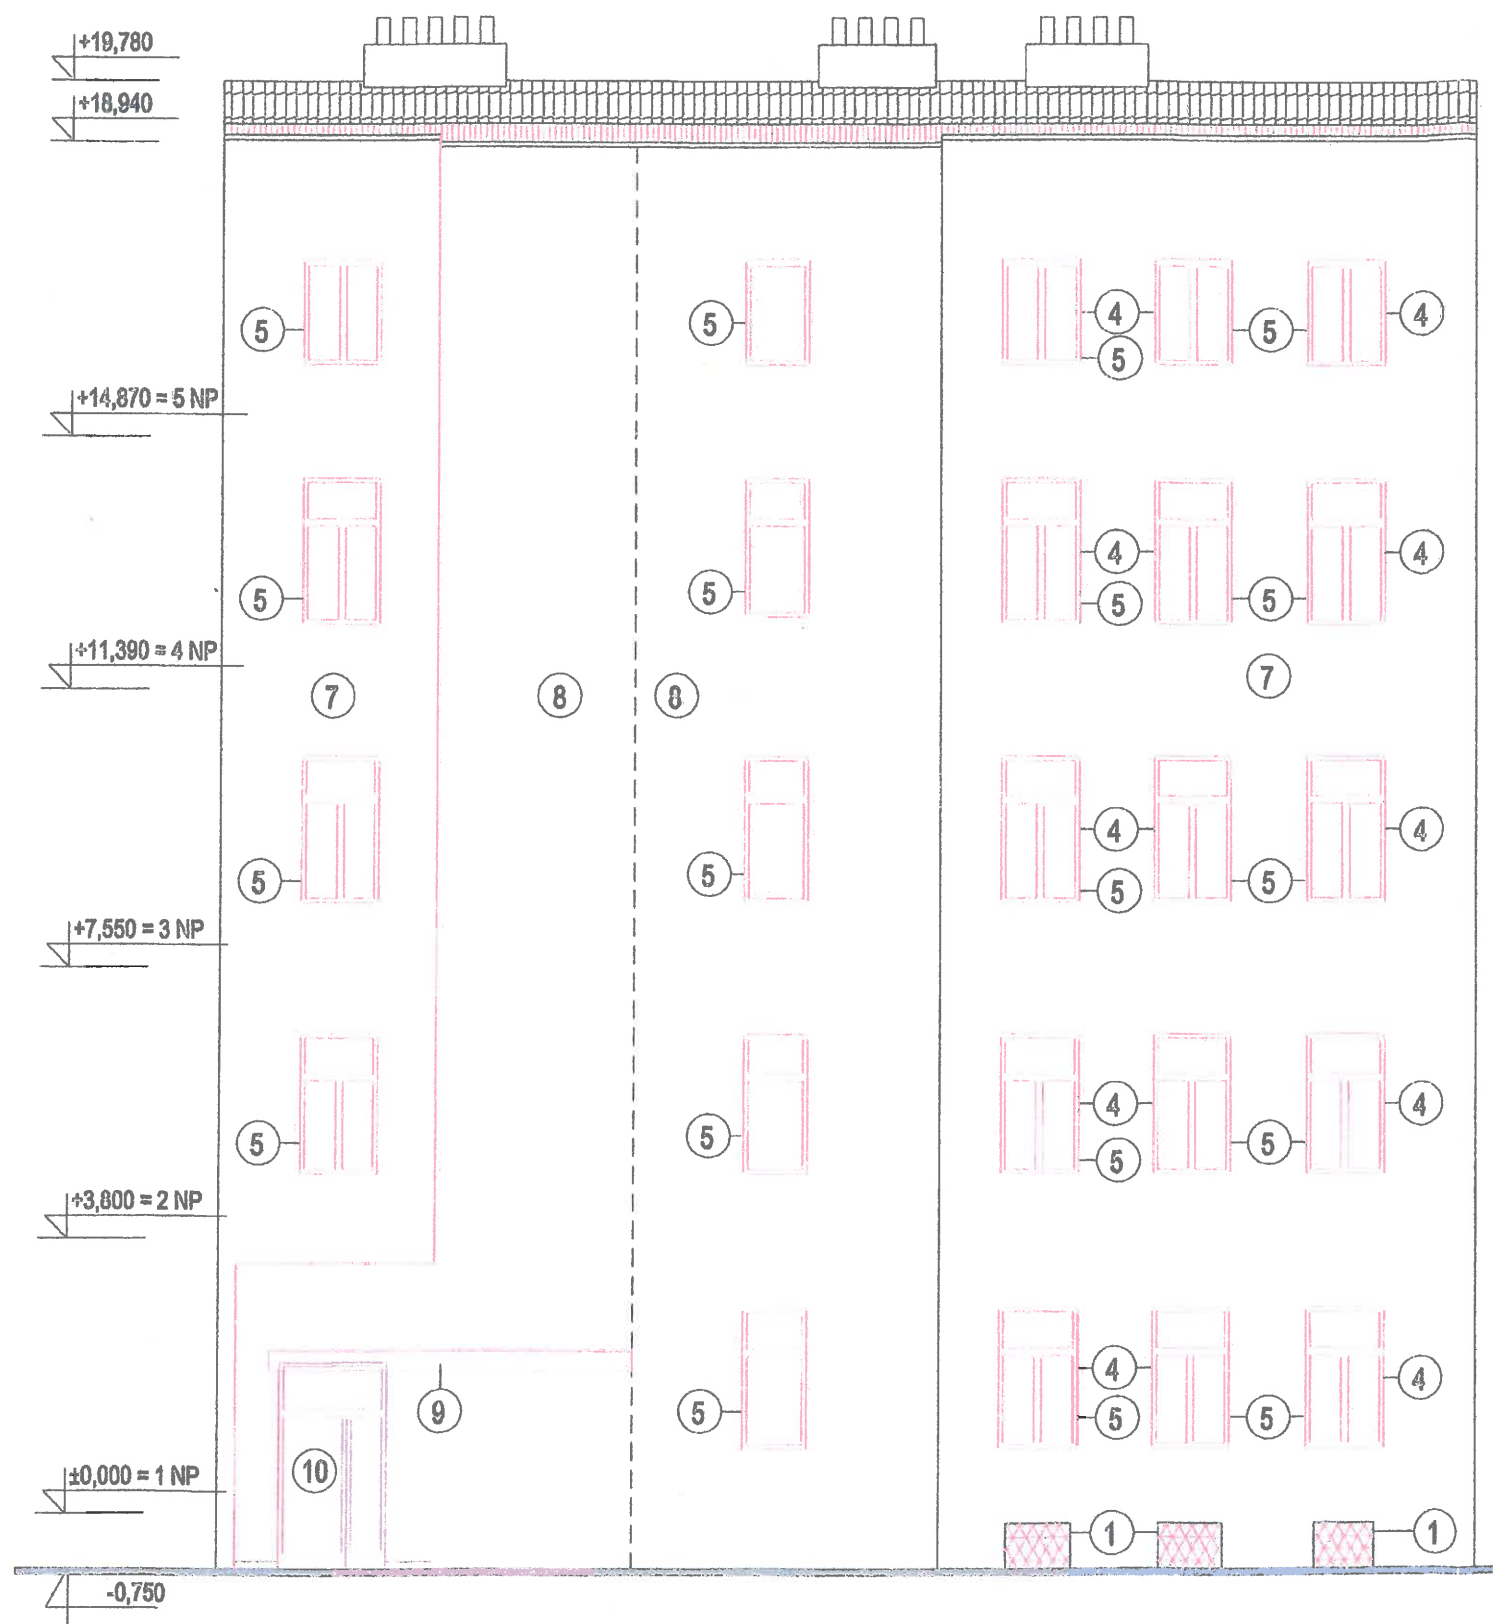 +19,780
+18,940
5 5 4 5 5 4
+14,870 = 5 NP
4 4
5 5 5 5
+11,390 = 4 NP
7 8 8 7
4 4
5 5 5 5
+7,550 = 3 NP
4 4
5 5 5 5
+3,800 = 2 NP
4 4
9 5 5 5
10
±0,000 = 1 NP
1 1
-0,750